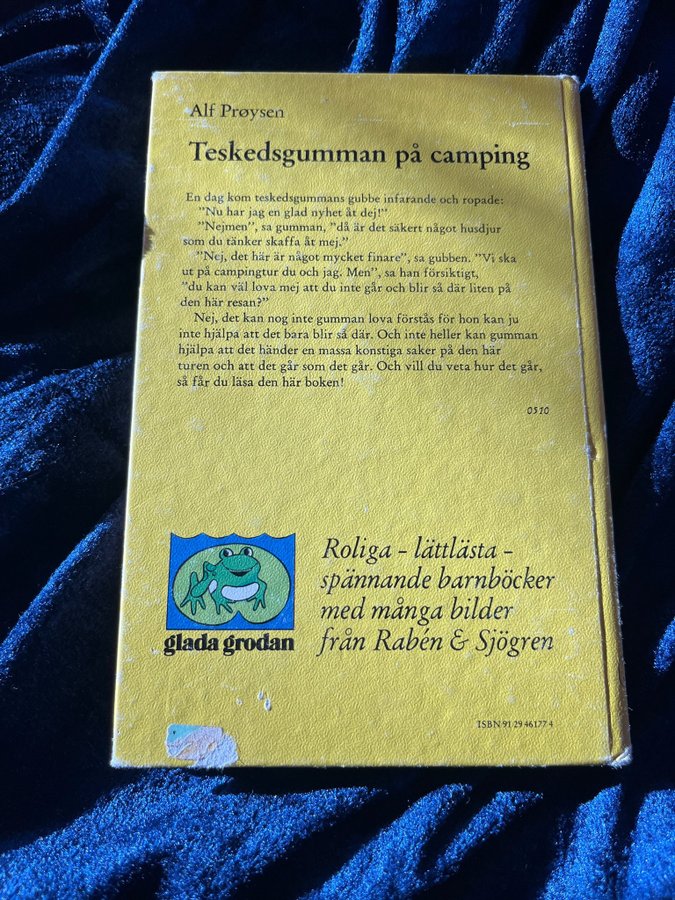 Alf Prøysen
Teskedsgumman på camping
En dag kom teskedsgummans gubbe infarande och ropade:
"Nu har jag en glad nyhet åt dej!"
"Nejmen", sa gumman, "då är det säkert något husdjur
som du tänker skaffa åt mej."
"Nej, det här är något mycket finare", sa gubben. "Vi ska
ut på campingtur du och jag. Men", sa han försiktigt,
"du kan väl lova mej att du inte går och blir så där liten på
den här resan?"
Nej, det kan nog inte gumman lova förstås för hon kan ju
inte hjälpa att det bara blir så där. Och inte heller kan gumman
hjälpa att det händer en massa konstiga saker på den här
turen och att det går som det går. Och vill du veta hur det går,
så får du läsa den här boken!
0310
Roliga - lättlästa -
spännande barnböcker
med många bilder
från Rabén & Sjögren
glada grodan
ISBN 91 29 46177 4